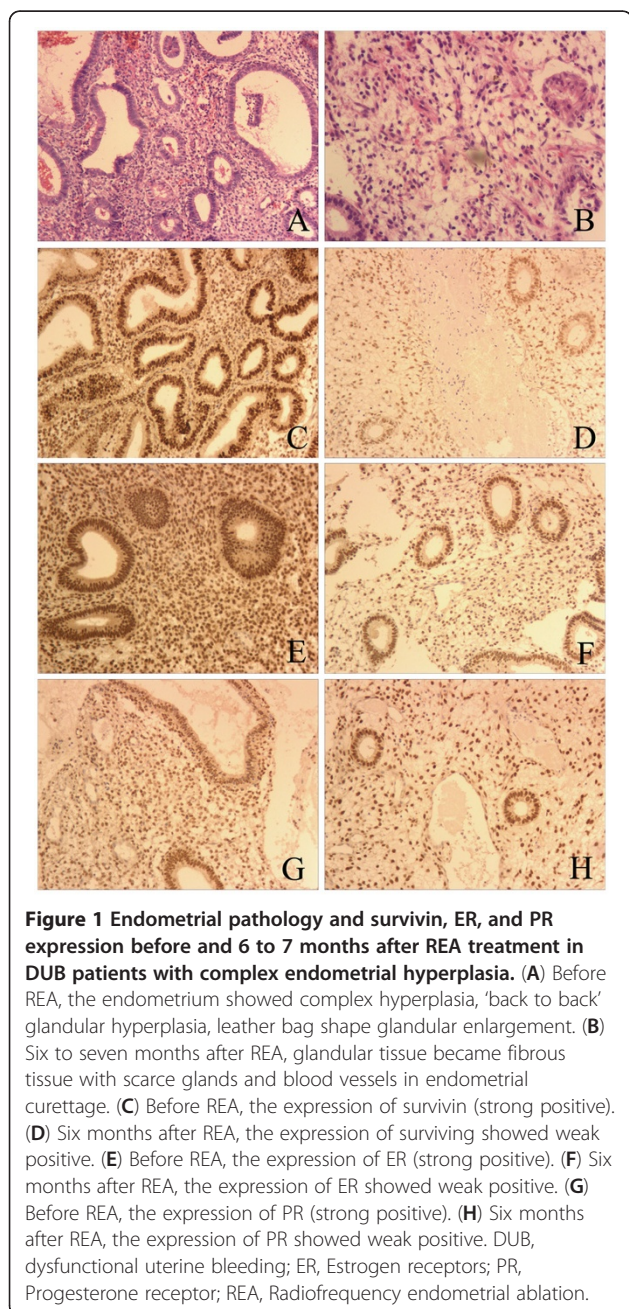 A
B
C
D
E
F
G
H
Figure 1 Endometrial pathology and survivin, ER, and PR
expression before and 6 to 7 months after REA treatment in
DUB patients with complex endometrial hyperplasia. (A) Before
REA, the endometrium showed complex hyperplasia, ‘back to back’
glandular hyperplasia, leather bag shape glandular enlargement. (B)
Six to seven months after REA, glandular tissue became fibrous
tissue with scarce glands and blood vessels in endometrial
curettage. (C) Before REA, the expression of survivin (strong positive).
(D) Six months after REA, the expression of surviving showed weak
positive. (E) Before REA, the expression of ER (strong positive). (F) Six
months after REA, the expression of ER showed weak positive. (G)
Before REA, the expression of PR (strong positive). (H) Six months
after REA, the expression of PR showed weak positive. DUB,
dysfunctional uterine bleeding; ER, Estrogen receptors; PR,
Progesterone receptor; REA, Radiofrequency endometrial ablation.